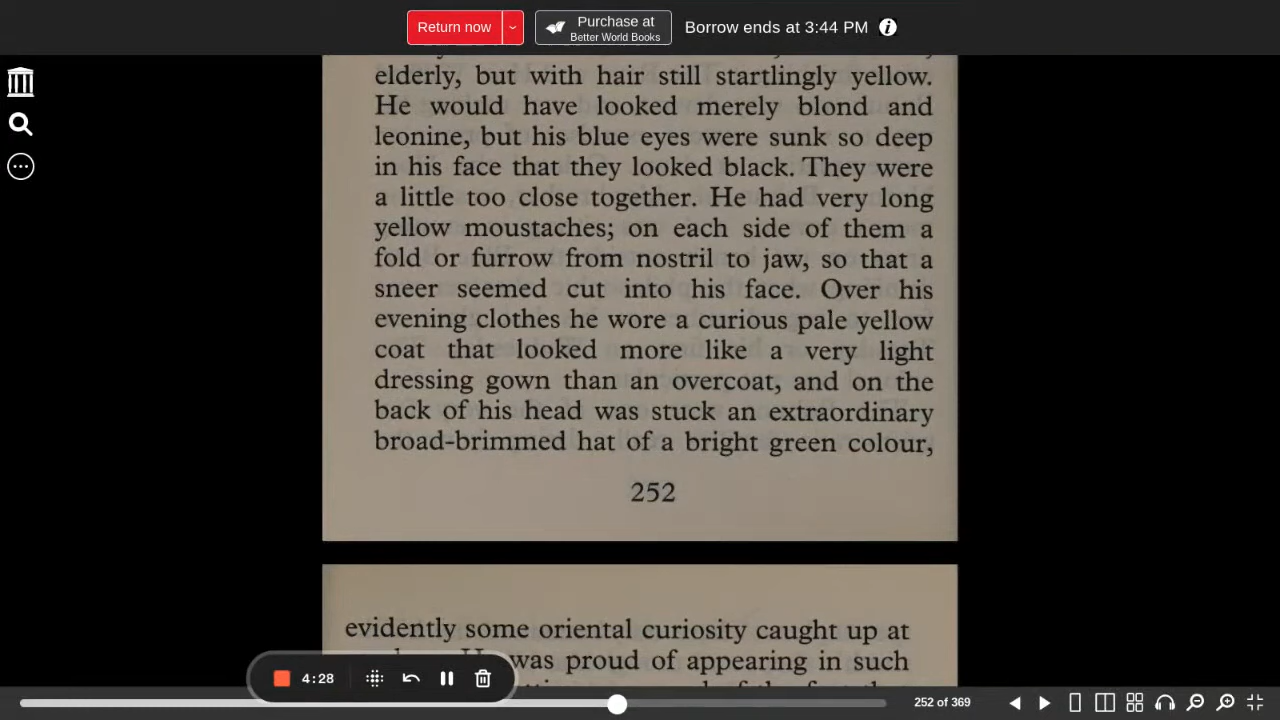 Return now
Purchase at
Better World Books
Borrow ends at 3:44 PM
elderly, but with hair still startlingly yellow.
He would have looked merely blond and
leonine, but his blue eyes were sunk so deep
in his face that they looked black. They were
a little too close together. He had very long
yellow moustaches; on each side of them a
fold or furrow from nostril to jaw, so that a
sneer seemed cut into his face. Over his
evening clothes he wore a curious pale yellow
coat that looked more like a very light
dressing gown than an overcoat, and on the
back of his head was stuck an extraordinary
broad-brimmed hat of a bright green colour,
252
evidently some oriental curiosity caught up at
was proud of appearing in such
4:28
252 of 369